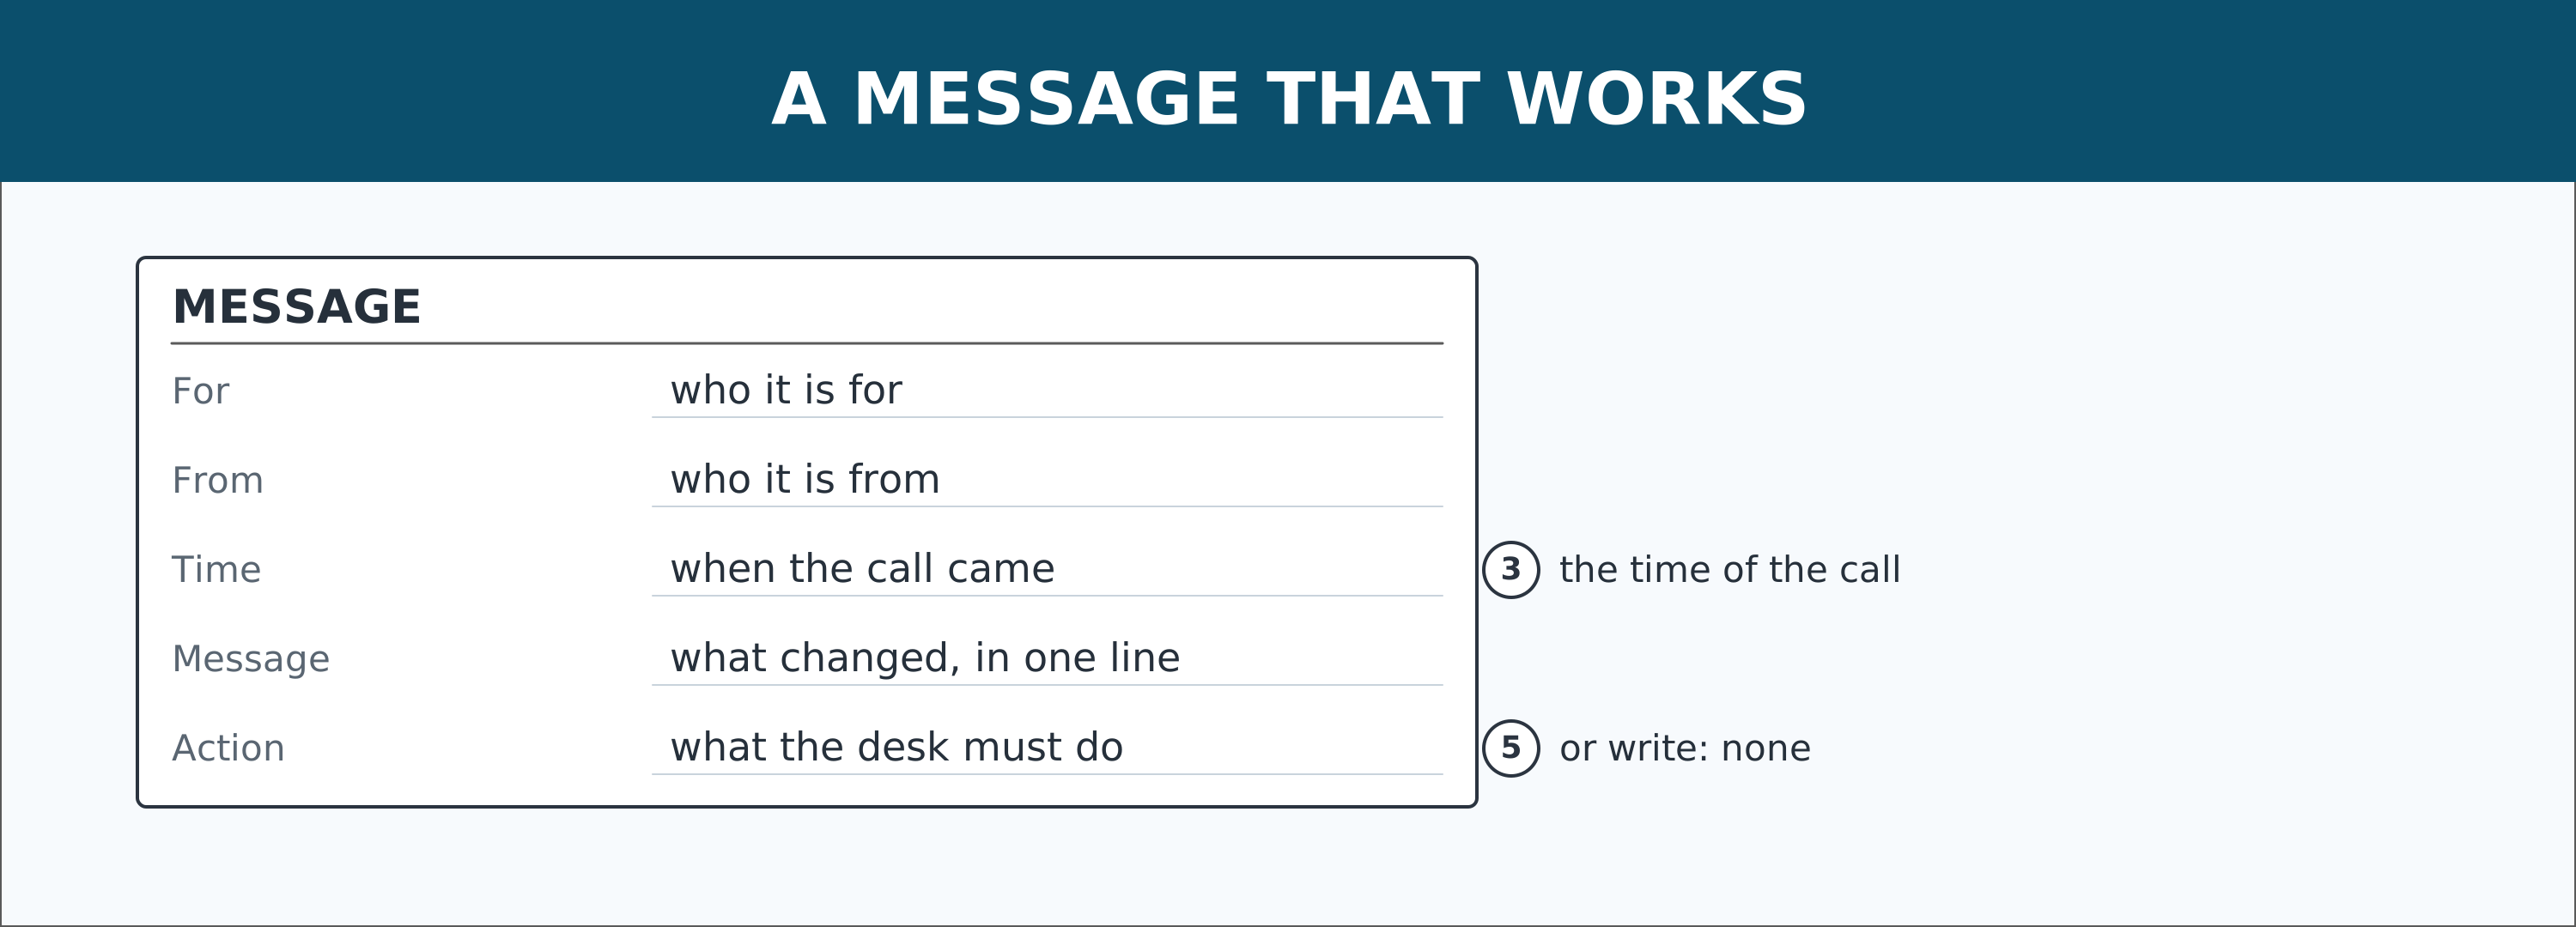 A MESSAGE THAT WORKS
MESSAGE
For who it is for
From who it is from
Time when the call came 3 the time of the call
Message what changed, in one line
Action what the desk must do 5 or write: none